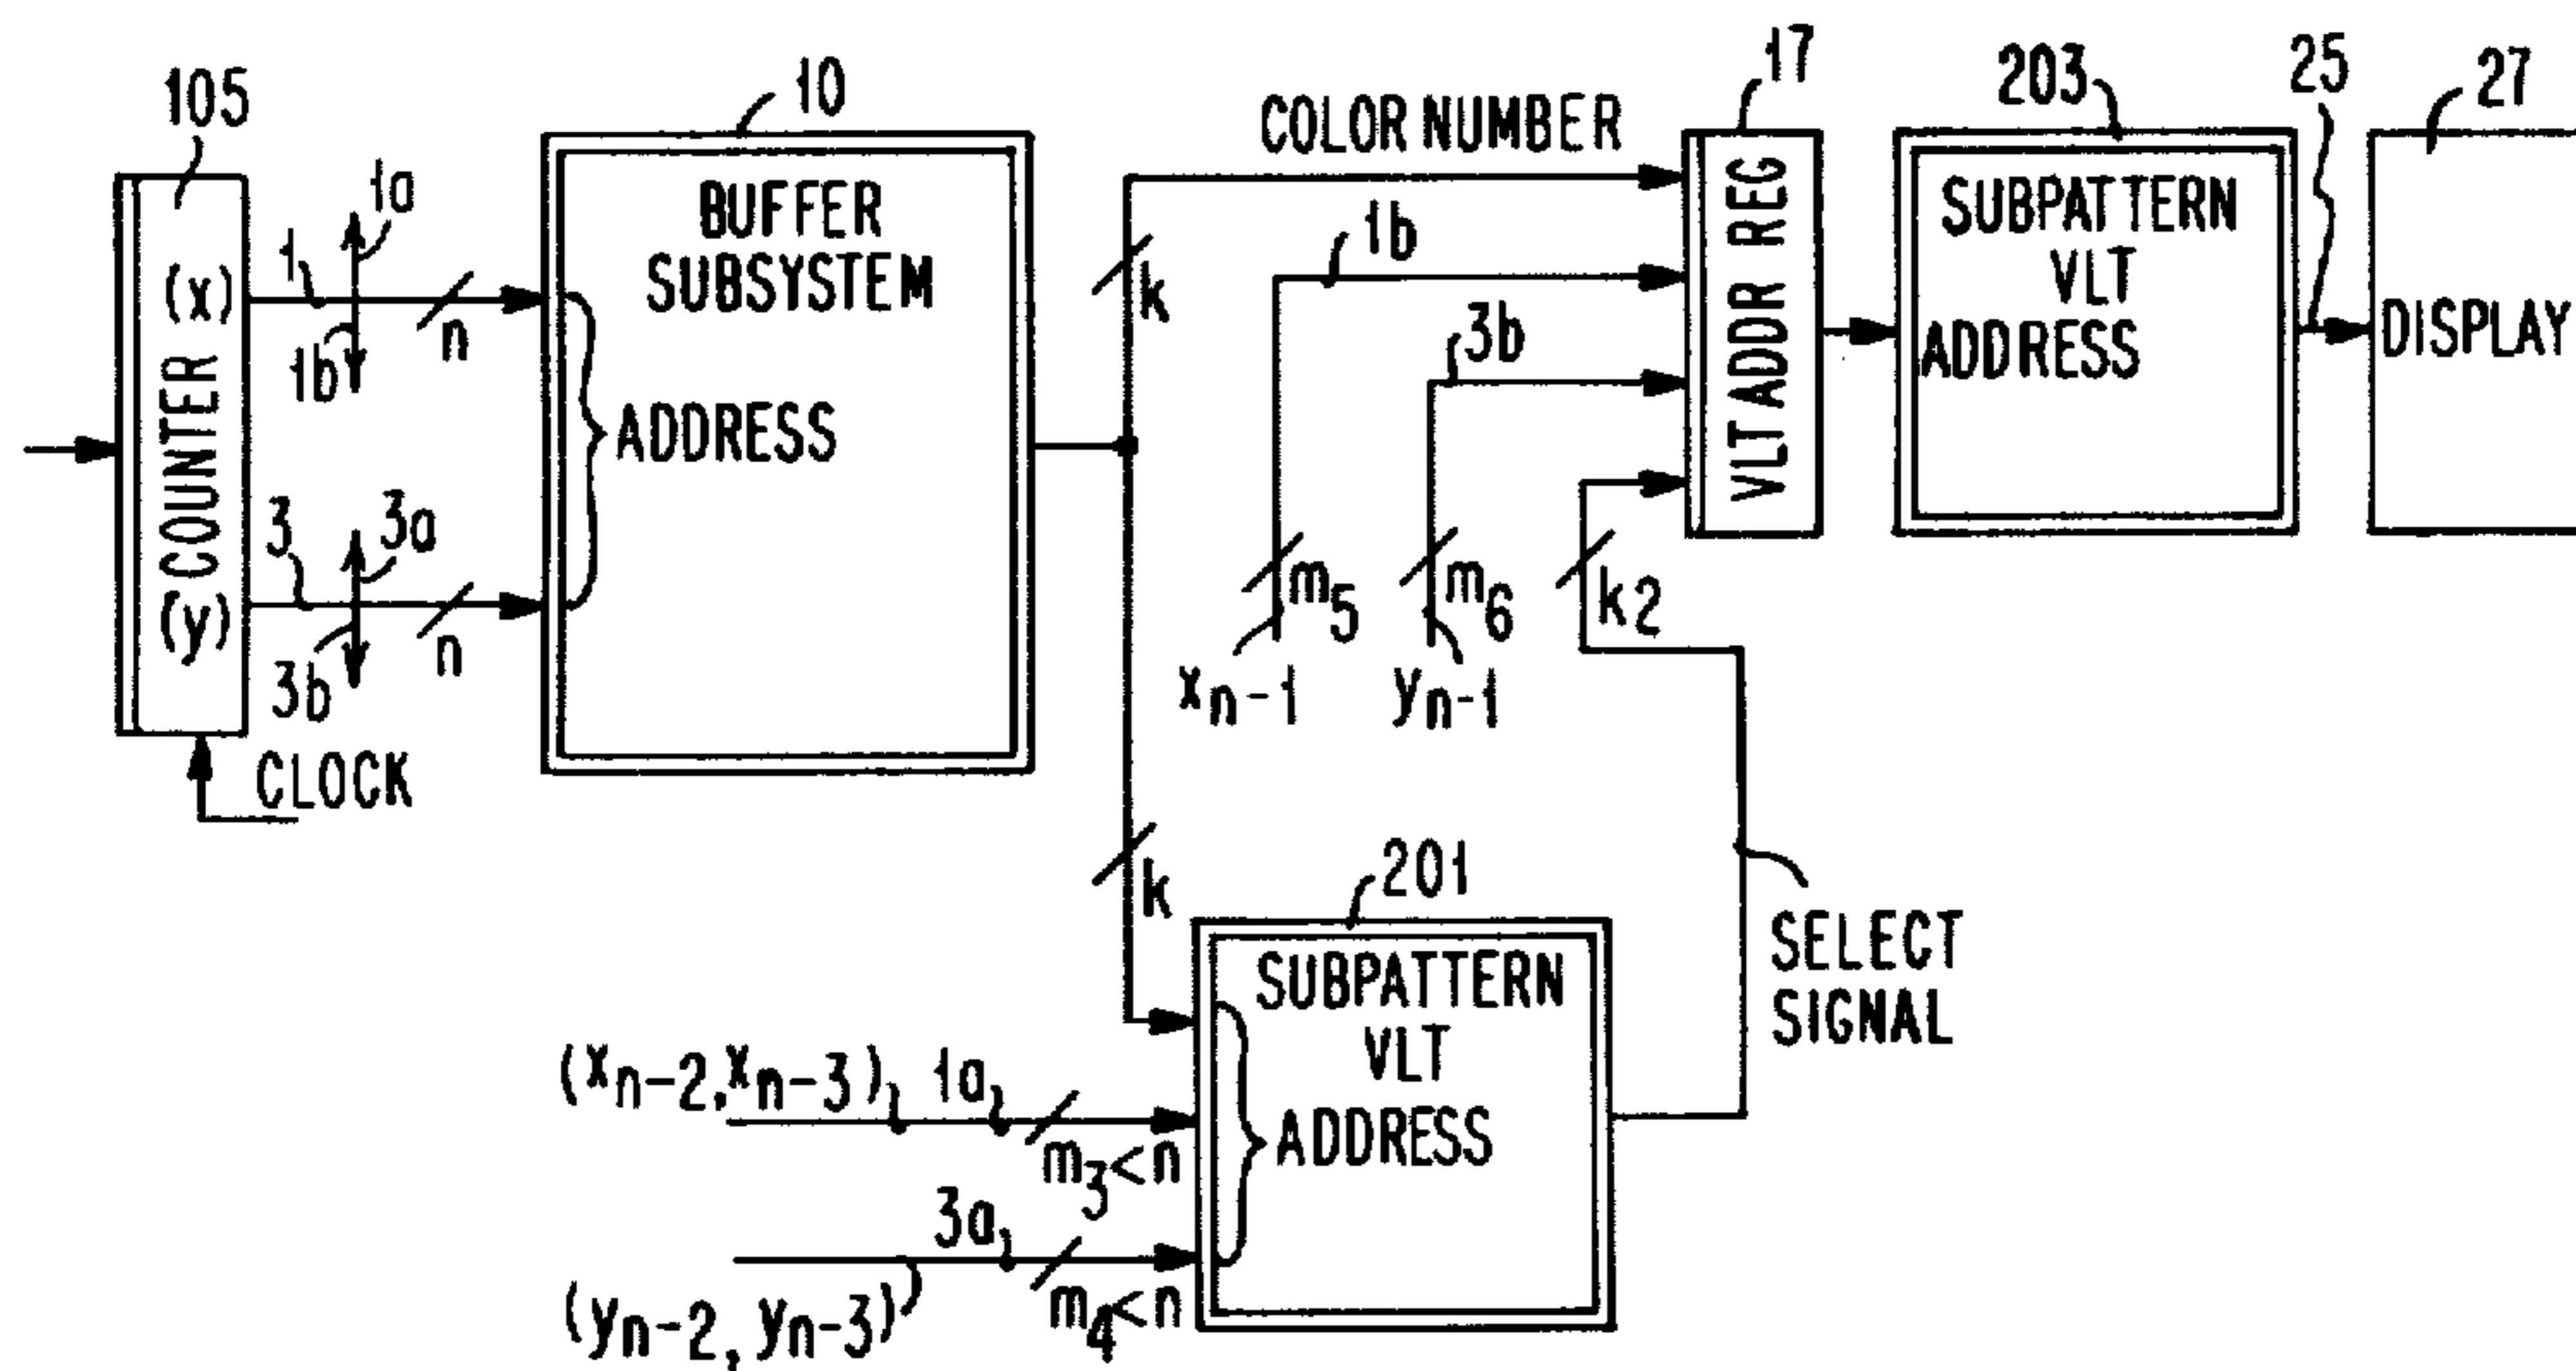 105
10
17
203
25
27
COLOR NUMBER
1a
1
(x)
1b
n
COUNTER
3
3a
(y)
3b
n
CLOCK
BUFFER
SUBSYSTEM
ADDRESS
k
1b
3b
m5
m6
k2
xn-1
yn-1
VLT ADDR REG
SUBPATTERN
VLT
ADDRESS
DISPLAY
k
201
SUBPATTERN
VLT
ADDRESS
SELECT
SIGNAL
(xn-2,xn-3)
1a
m3<n
3a
(yn-2, yn-3)
m4<n